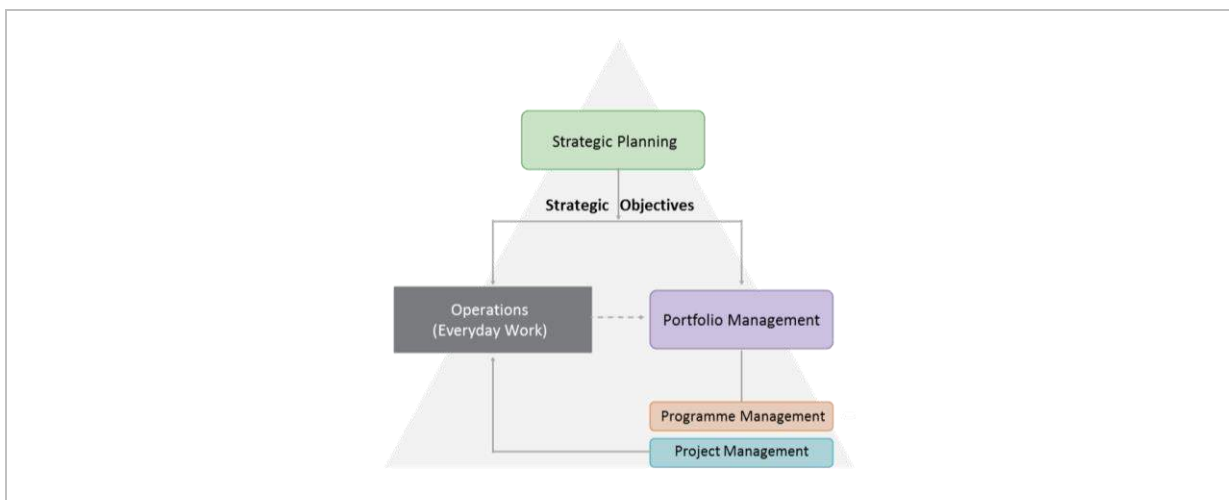 Strategic Planning
Strategic Objectives
Operations
(Everyday Work)
Portfolio Management
Programme Management
Project Management